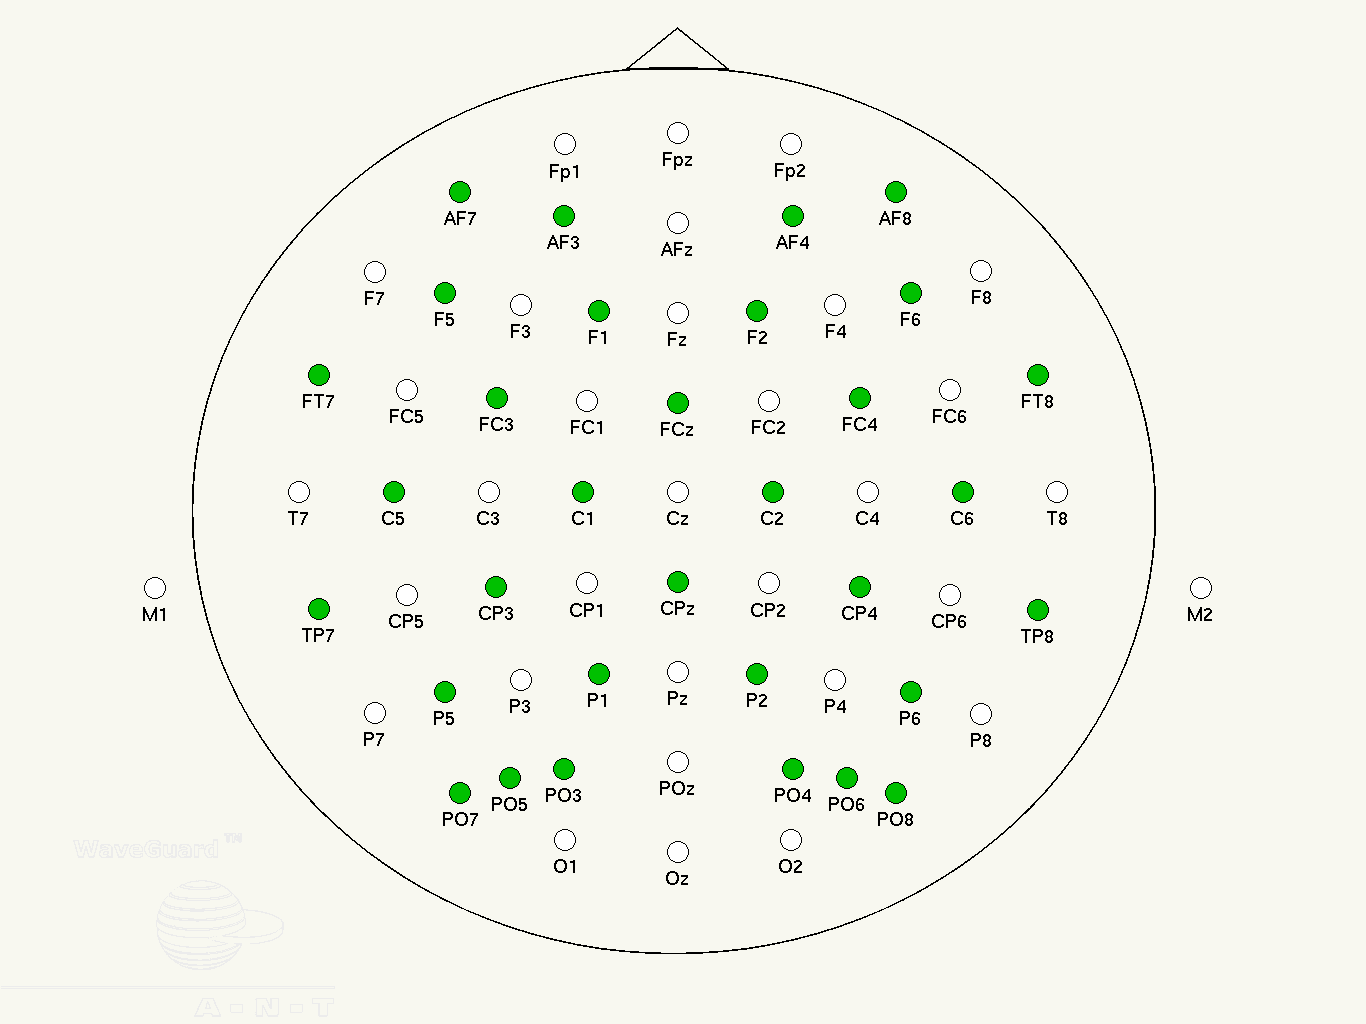 Fp1 Fpz Fp2
AF7 AF3 AFz AF4 AF8
F7 F5 F3 F1 Fz F2 F4 F6 F8
FT7 FC5 FC3 FC1 FCz FC2 FC4 FC6 FT8
T7 C5 C3 C1 Cz C2 C4 C6 T8
M1 TP7 CP5 CP3 CP1 CPz CP2 CP4 CP6 TP8 M2
P7 P5 P3 P1 Pz P2 P4 P6 P8
PO7 PO5 PO3 POz PO4 PO6 PO8
O1 Oz O2
WaveGuard™
A-N-T